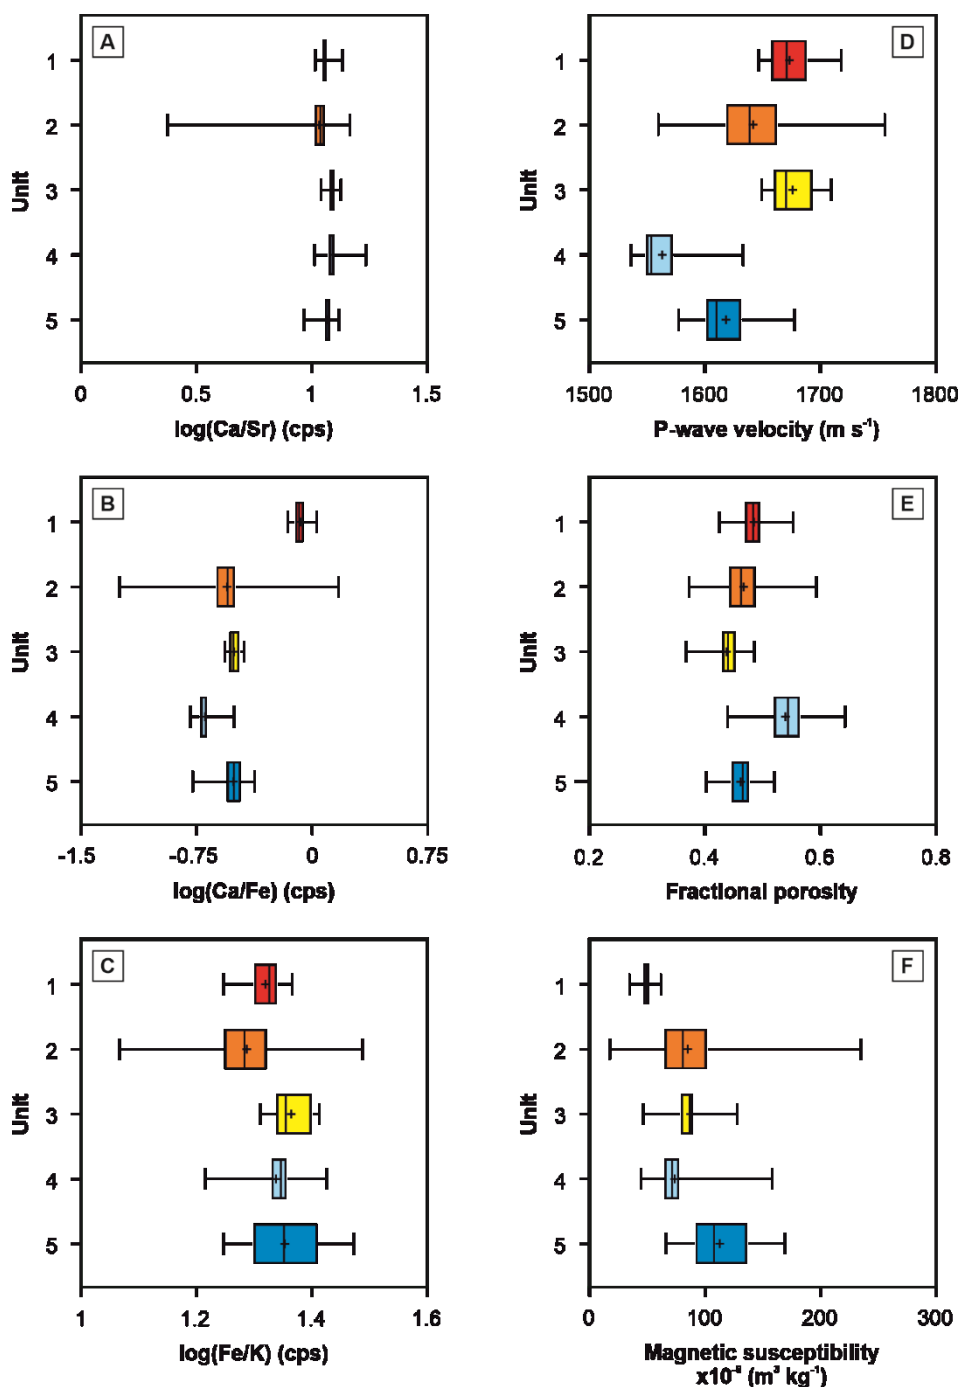 A
1
2
3
4
5
Unit
0 0.5 1 1.5
log(Ca/Sr) (cps)
D
1
2
3
4
5
Unit
1500 1600 1700 1800
P-wave velocity (m s⁻¹)
B
1
2
3
4
5
Unit
-1.5 -0.75 0 0.75
log(Ca/Fe) (cps)
E
1
2
3
4
5
Unit
0.2 0.4 0.6 0.8
Fractional porosity
C
1
2
3
4
5
Unit
1 1.2 1.4 1.6
log(Fe/K) (cps)
F
1
2
3
4
5
Unit
0 100 200 300
Magnetic susceptibility
x10⁻⁸ (m³ kg⁻¹)